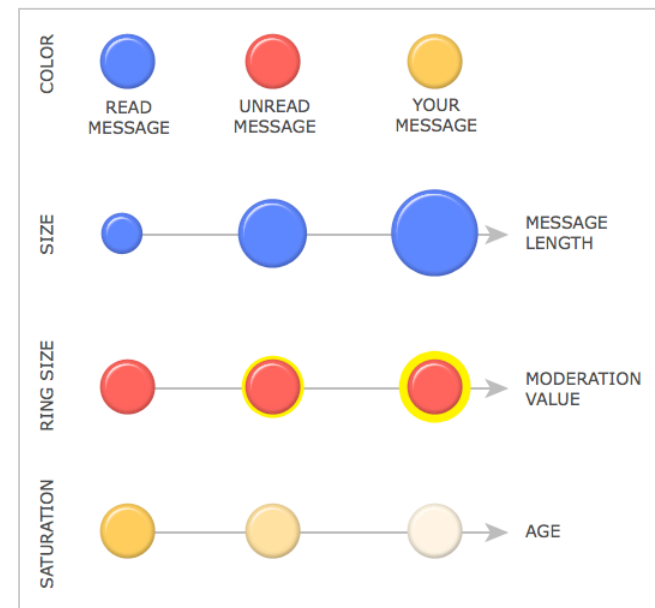 COLOR
READ
MESSAGE
UNREAD
MESSAGE
YOUR
MESSAGE
SIZE
MESSAGE
LENGTH
RING SIZE
MODERATION
VALUE
SATURATION
AGE